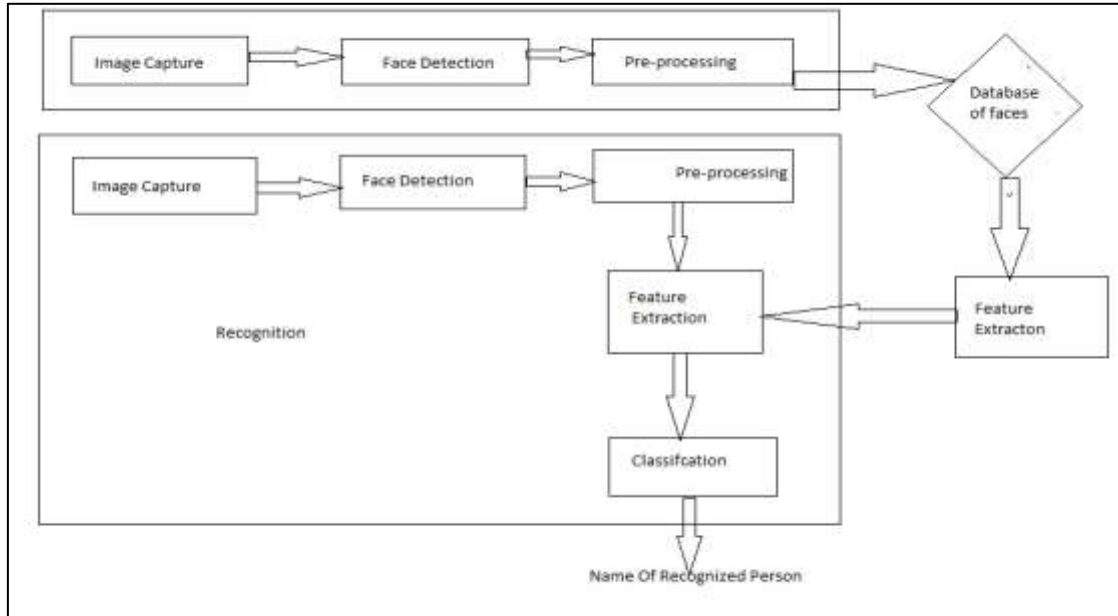 Image Capture
Face Detection
Pre-processing
Database
of faces
Image Capture
Face Detection
Pre-processing
Feature
Extraction
Feature
Extracton
Recognition
Classifcation
Name Of Recognized Person